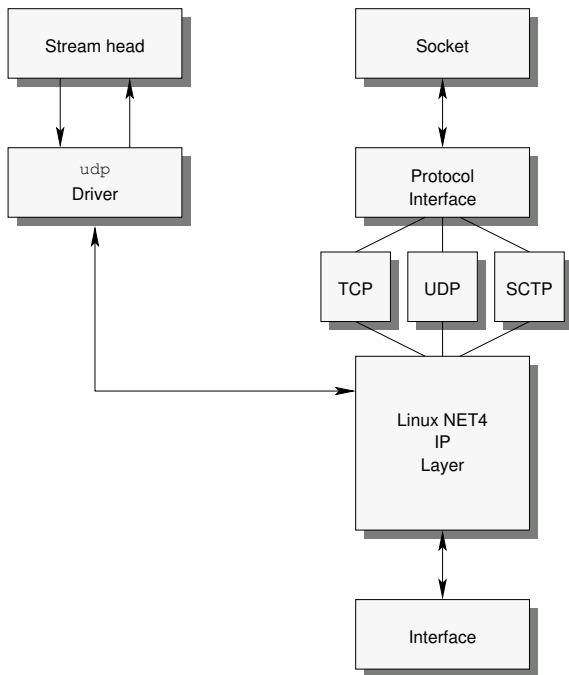 Stream head
Socket
udp
Driver
Protocol
Interface
TCP
UDP
SCTP
Linux NET4
IP
Layer
Interface